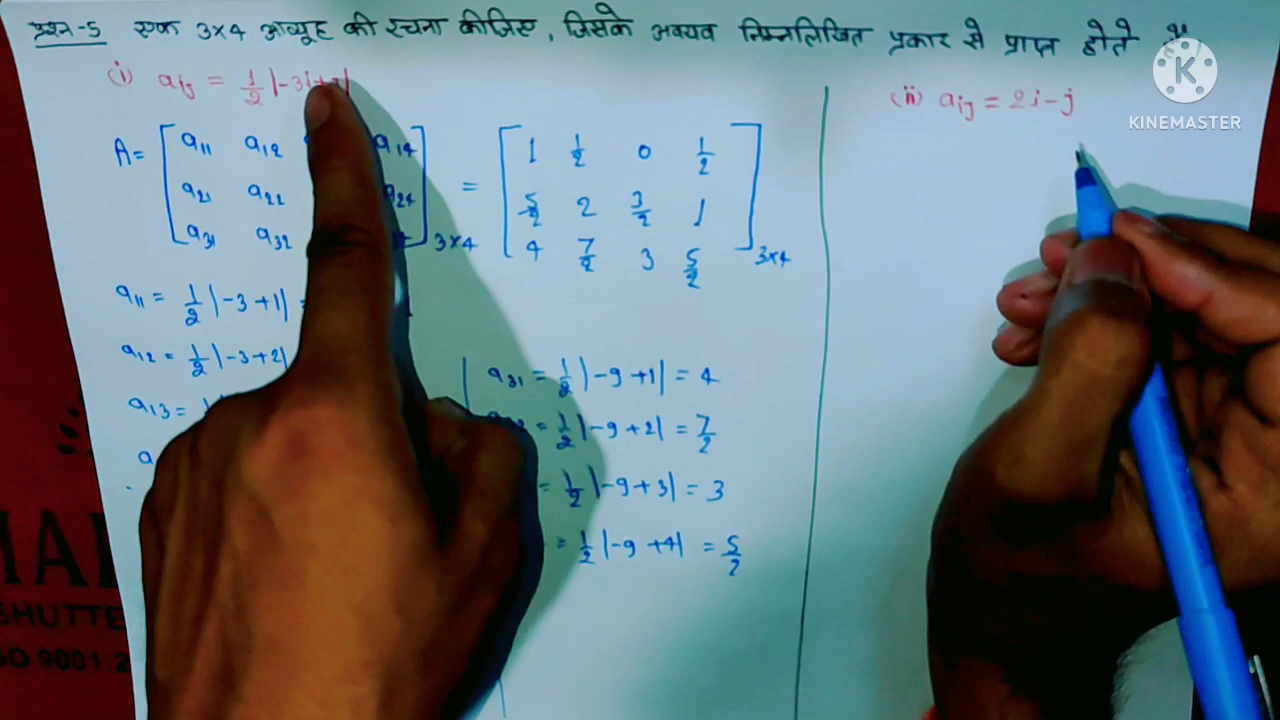 प्रश्न-5 एक 3×4 आव्यूह की रचना कीजिए, जिसके अवयव निम्नलिखित प्रकार से प्राप्त होते हैं
(i) aij = 1/2 |-3i+j|
(ii) aij = 2i-j
KINEMASTER
A= [a11 a12 a14
a21 a22 a24
a31 a32] 3×4
= [1 1/2 0 1/2
5/2 2 3/2 1
4 7/2 3 5/2] 3×4
a11 = 1/2 |-3+1|
a12 = 1/2 |-3+2|
a13 =
a31 = 1/2 |-9+1| = 4
= 1/2 |-9+2| = 7/2
= 1/2 |-9+3| = 3
= 1/2 |-9+4| = 5/2
SHUTTE
SO 9001:2